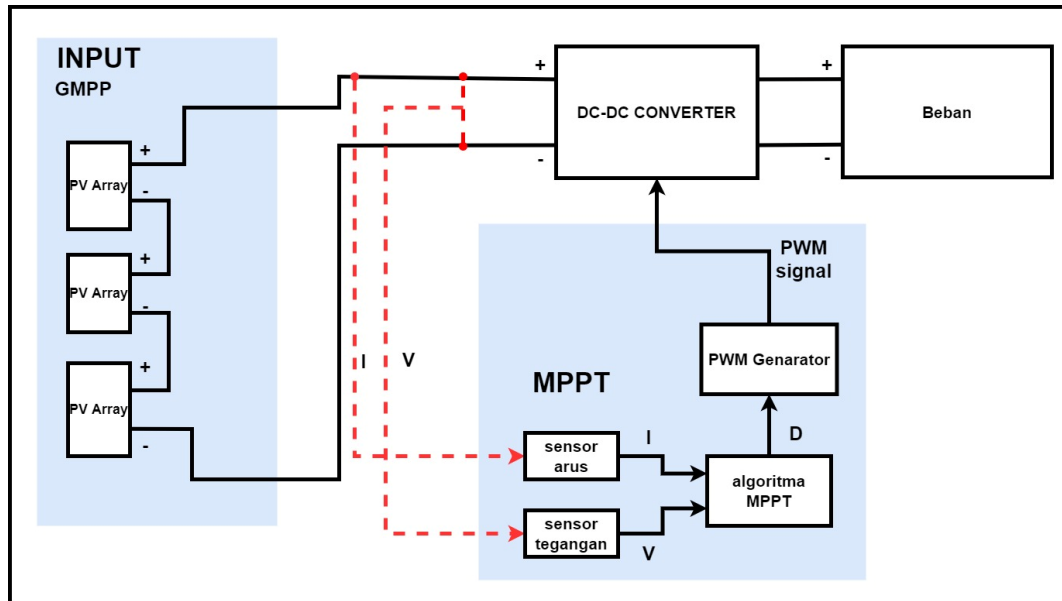 INPUT
GMPP
+
PV Array
-
+
PV Array
-
+
PV Array
-
I
V
+
-
DC-DC CONVERTER
+
-
Beban
PWM
signal
PWM Genarator
MPPT
D
sensor
arus
I
algoritma
MPPT
sensor
tegangan
V